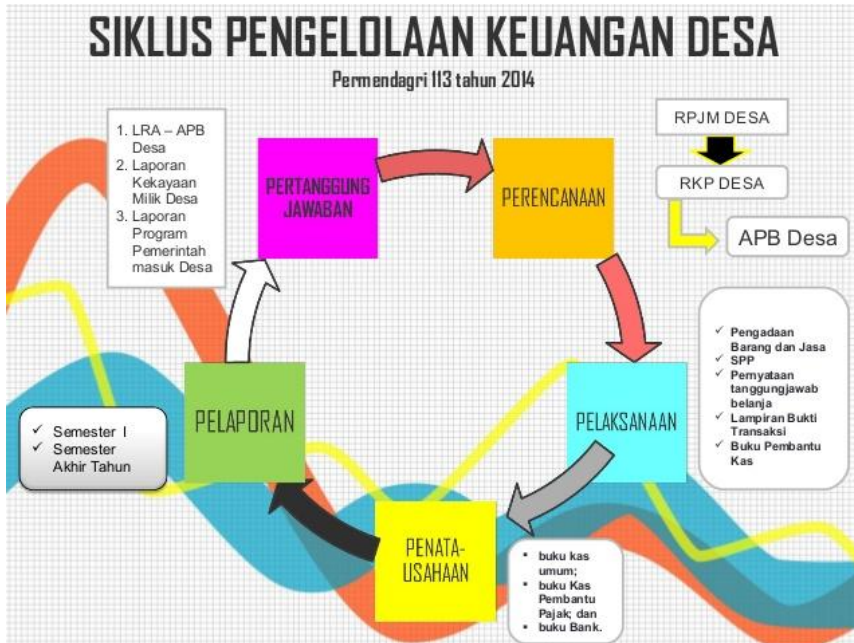 SIKLUS PENGELOLAAN KEUANGAN DESA
Permendagri 113 tahun 2014
1. LRA – APB
Desa
2. Laporan
Kekayaan
Milik Desa
3. Laporan
Program
Pemerintah
masuk Desa
PERTANGGUNG
JAWABAN
PERENCANAAN
RPJM DESA
RKP DESA
APB Desa
✓ Pengadaan
Barang dan Jasa
✓ SPP
✓ Pernyataan
tanggungjawab
belanja
✓ Lampiran Bukti
Transaksi
✓ Buku Pembantu
Kas
PELAKSANAAN
PENATA-
USAHAAN
▪ buku kas
umum;
▪ buku Kas
Pembantu
Pajak; dan
▪ buku Bank.
PELAPORAN
✓ Semester I
✓ Semester
Akhir Tahun